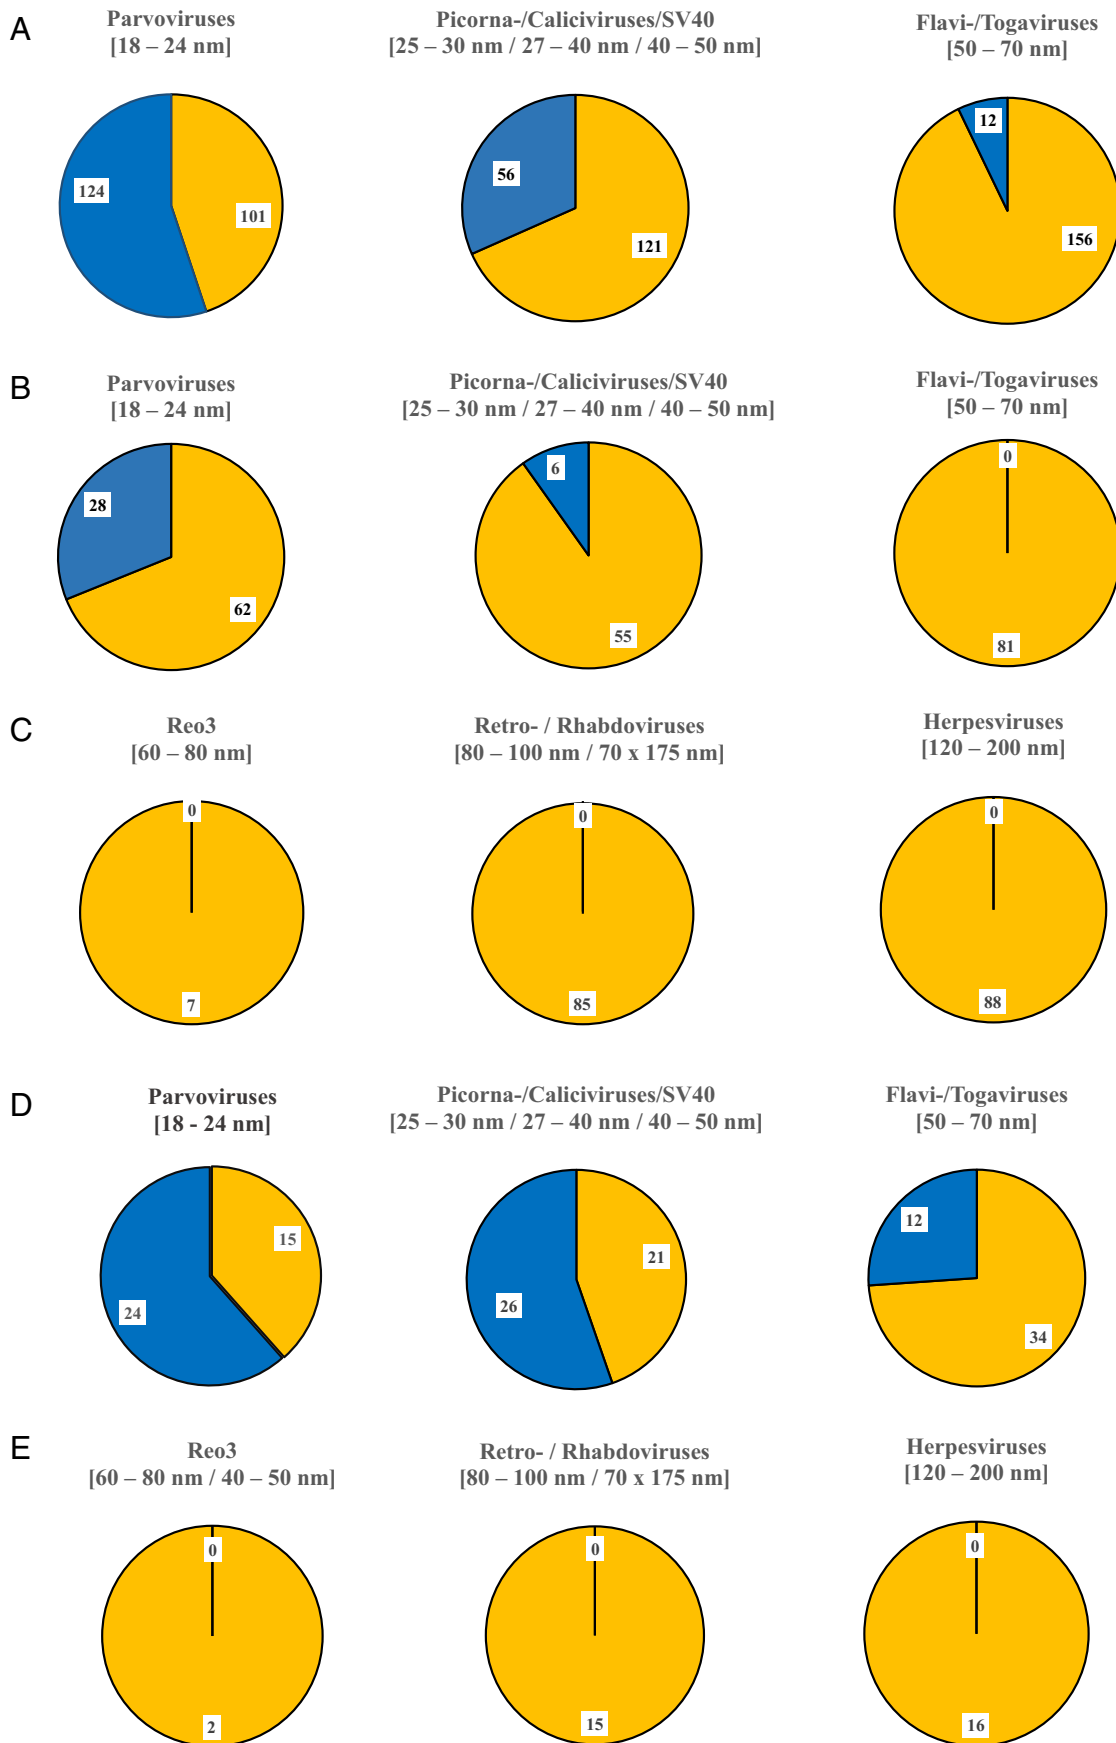 A
Parvoviruses
[18 – 24 nm]
Picorna-/Caliciviruses/SV40
[25 – 30 nm / 27 – 40 nm / 40 – 50 nm]
Flavi-/Togaviruses
[50 – 70 nm]
124
101
56
121
12
156
B
Parvoviruses
[18 – 24 nm]
Picorna-/Caliciviruses/SV40
[25 – 30 nm / 27 – 40 nm / 40 – 50 nm]
Flavi-/Togaviruses
[50 – 70 nm]
28
62
6
55
0
81
C
Reo3
[60 – 80 nm]
Retro- / Rhabdoviruses
[80 – 100 nm / 70 x 175 nm]
Herpesviruses
[120 – 200 nm]
0
7
0
85
0
88
D
Parvoviruses
[18 - 24 nm]
Picorna-/Caliciviruses/SV40
[25 – 30 nm / 27 – 40 nm / 40 – 50 nm]
Flavi-/Togaviruses
[50 – 70 nm]
15
24
21
26
12
34
E
Reo3
[60 – 80 nm / 40 – 50 nm]
Retro- / Rhabdoviruses
[80 – 100 nm / 70 x 175 nm]
Herpesviruses
[120 – 200 nm]
0
2
0
15
0
16